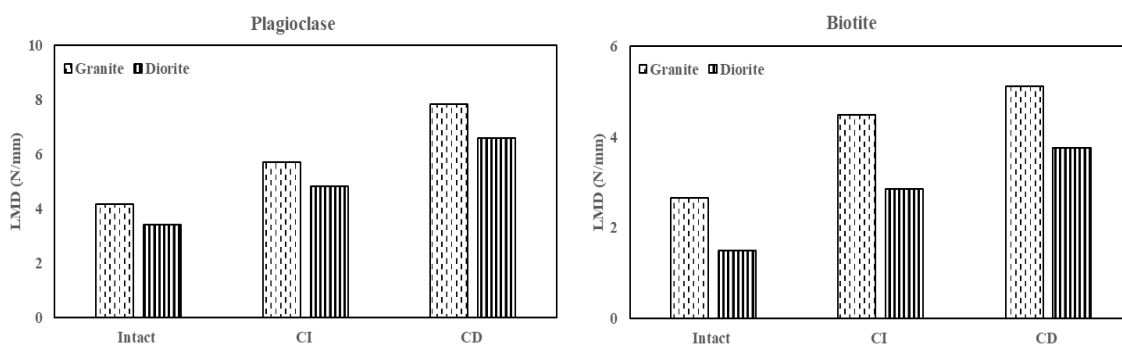 Plagioclase
LMD (N/mm)
10
8
6
4
2
0
Granite Diorite
Intact CI CD
Biotite
LMD (N/mm)
6
4
2
0
Granite Diorite
Intact CI CD